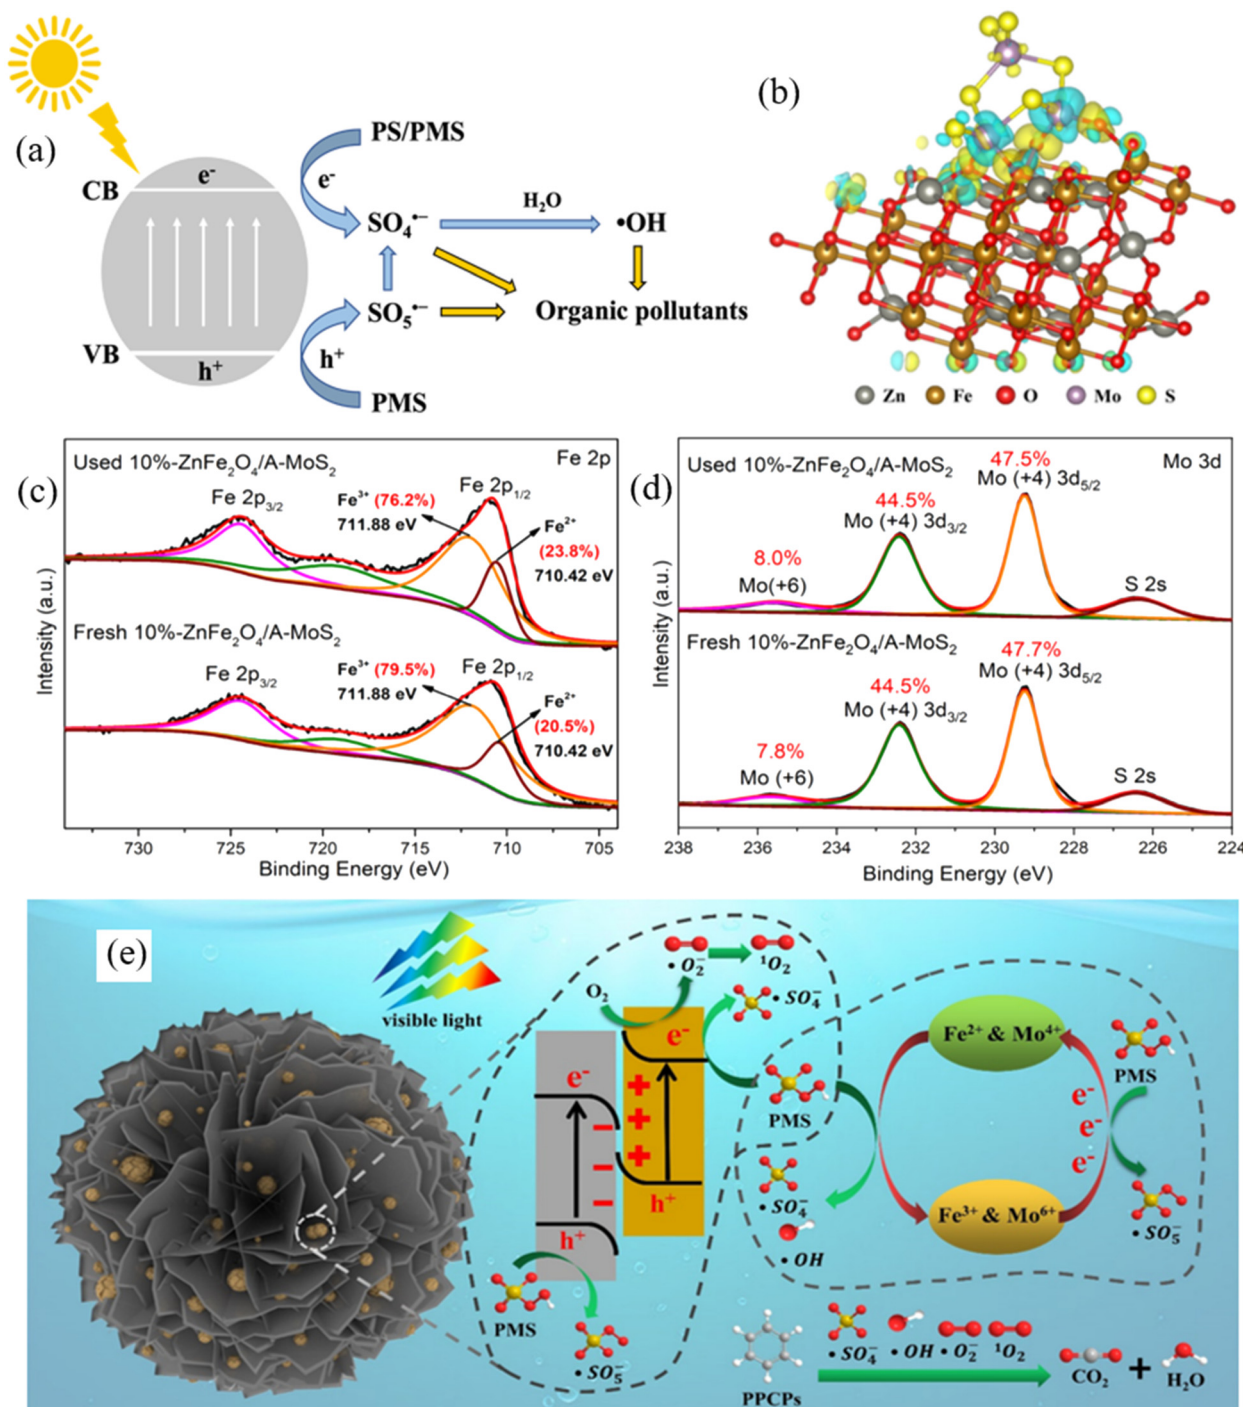 (a)
CB
e⁻
VB
h⁺
PS/PMS
e⁻
SO₄•−
H₂O
•OH
SO₅•−
Organic pollutants
h⁺
PMS
(b)
Zn Fe O Mo S
(c)
Used 10%-ZnFe₂O₄/A-MoS₂
Fe 2p
Fe 2p₃/₂
Fe³⁺ (76.2%)
711.88 eV
Fe 2p₁/₂
Fe²⁺
(23.8%)
710.42 eV
Fresh 10%-ZnFe₂O₄/A-MoS₂
Fe 2p₃/₂
Fe³⁺ (79.5%)
711.88 eV
Fe 2p₁/₂
Fe²⁺
(20.5%)
710.42 eV
Intensity (a.u.)
730 725 720 715 710 705
Binding Energy (eV)
(d)
Used 10%-ZnFe₂O₄/A-MoS₂
Mo 3d
47.5%
Mo (+4) 3d₅/₂
44.5%
Mo (+4) 3d₃/₂
8.0%
Mo(+6)
S 2s
Fresh 10%-ZnFe₂O₄/A-MoS₂
47.7%
Mo (+4) 3d₅/₂
44.5%
Mo (+4) 3d₃/₂
7.8%
Mo (+6)
S 2s
Intensity (a.u.)
238 236 234 232 230 228 226 224
Binding Energy (eV)
(e)
visible light
O₂
• O₂⁻
¹O₂
• SO₄⁻
e⁻
e⁻
h⁺
h⁺
PMS
• SO₅⁻
PMS
• SO₄⁻
• OH
Fe²⁺ & Mo⁴⁺
Fe³⁺ & Mo⁶⁺
PMS
e⁻
e⁻
e⁻
• SO₅⁻
PPCPs
• SO₄⁻ • OH • O₂⁻ ¹O₂
CO₂ + H₂O